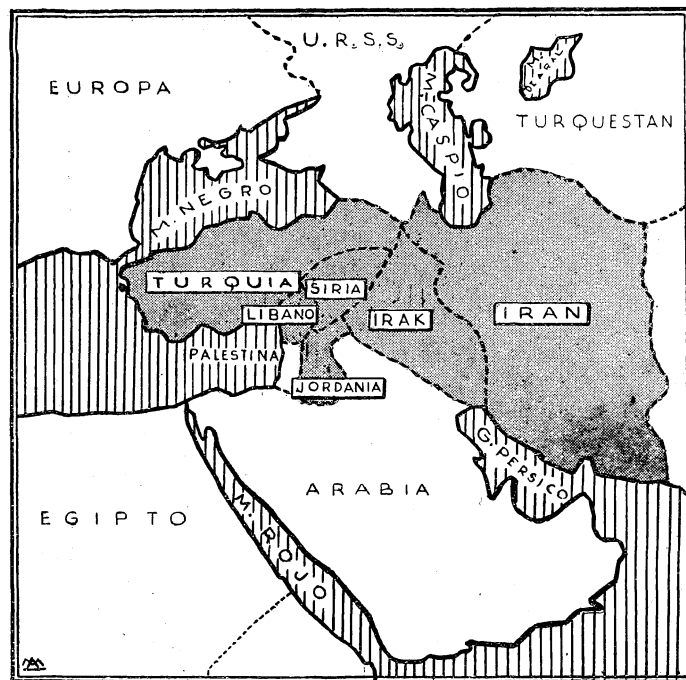 U.R.S.S.
EUROPA
M. CASPIO
TURQUESTAN
M. NEGRO
TURQUIA
SIRIA
LIBANO
IRAK
IRAN
PALESTINA
JORDANIA
G. PERSICO
ARABIA
EGIPTO
M. ROJO